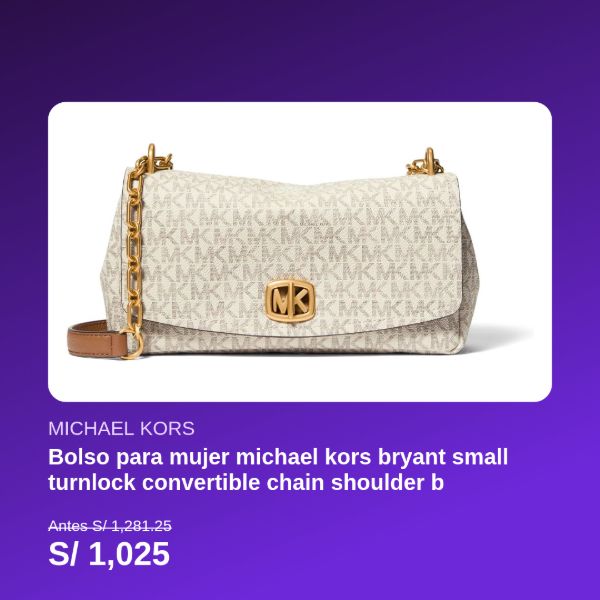 MK
MICHAEL KORS
Bolso para mujer michael kors bryant small
turnlock convertible chain shoulder b
Antes S/ 1,281.25
S/ 1,025